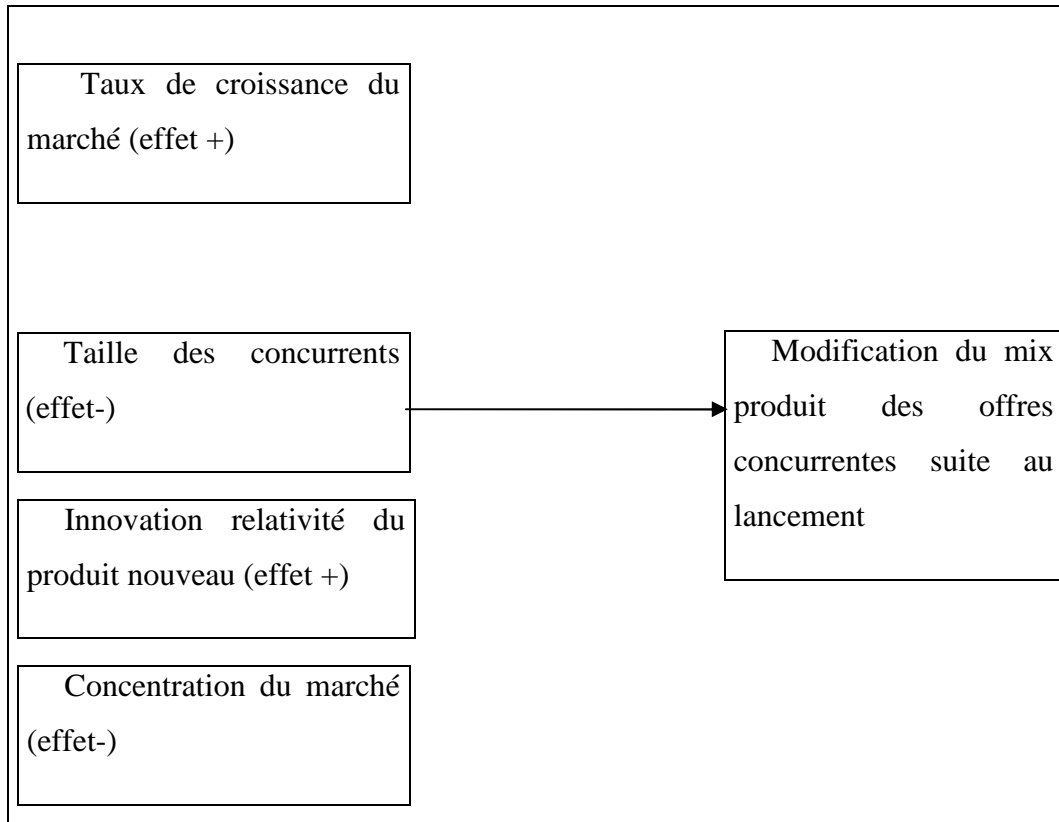 Taux de croissance du
marché (effet +)
Taille des concurrents
(effet-)
Modification du mix
produit des offres
concurrentes suite au
lancement
Innovation relativité du
produit nouveau (effet +)
Concentration du marché
(effet-)